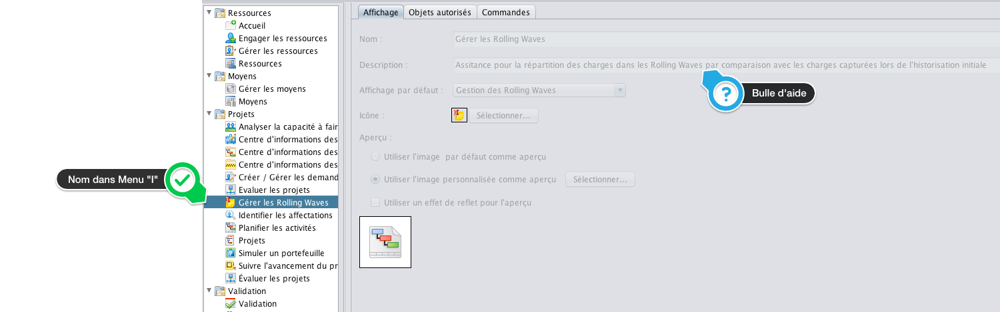 Ressources
Accueil
Engager les ressources
Gérer les ressources
Ressources
Moyens
Gérer les moyens
Moyens
Projets
Analyser la capacité à fair
Centre d'informations des
Centre d'informations des
Centre d'informations des
Créer / Gérer les demand
Evaluer les projets
Gérer les Rolling Waves
Identifier les affectations
Planifier les activités
Projets
Simuler un portefeuille
Suivre l'avancement du pr
Évaluer les projets
Validation
Validation
Nom dans Menu "I"
Affichage Objets autorisés Commandes
Nom : Gérer les Rolling Waves
Description : Assitance pour la répartition des charges dans les Rolling Waves par comparaison avec les charges capturées lors de l'historisation initiale
? Bulle d'aide
Affichage par défaut : Gestion des Rolling Waves
Icône : Sélectionner...
Aperçu :
Utiliser l'image par défaut comme aperçu
Utiliser l'image personnalisée comme aperçu Sélectionner...
Utiliser un effet de reflet pour l'aperçu